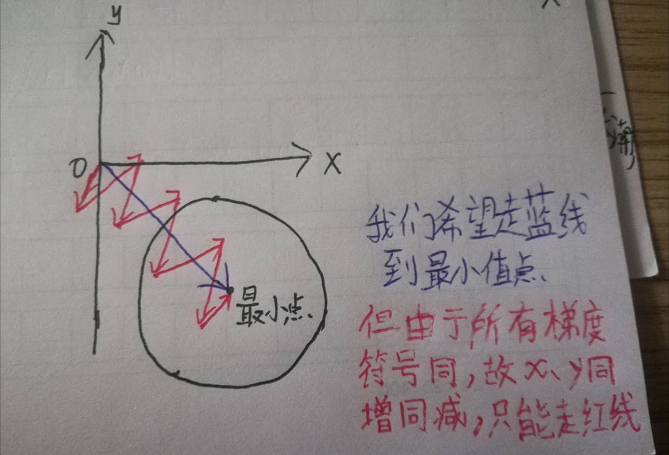 y
O
X
最小点
我们希望走蓝线
到最小值点.
但由于所有梯度
符号同,故x、y同
增同减,只能走红线